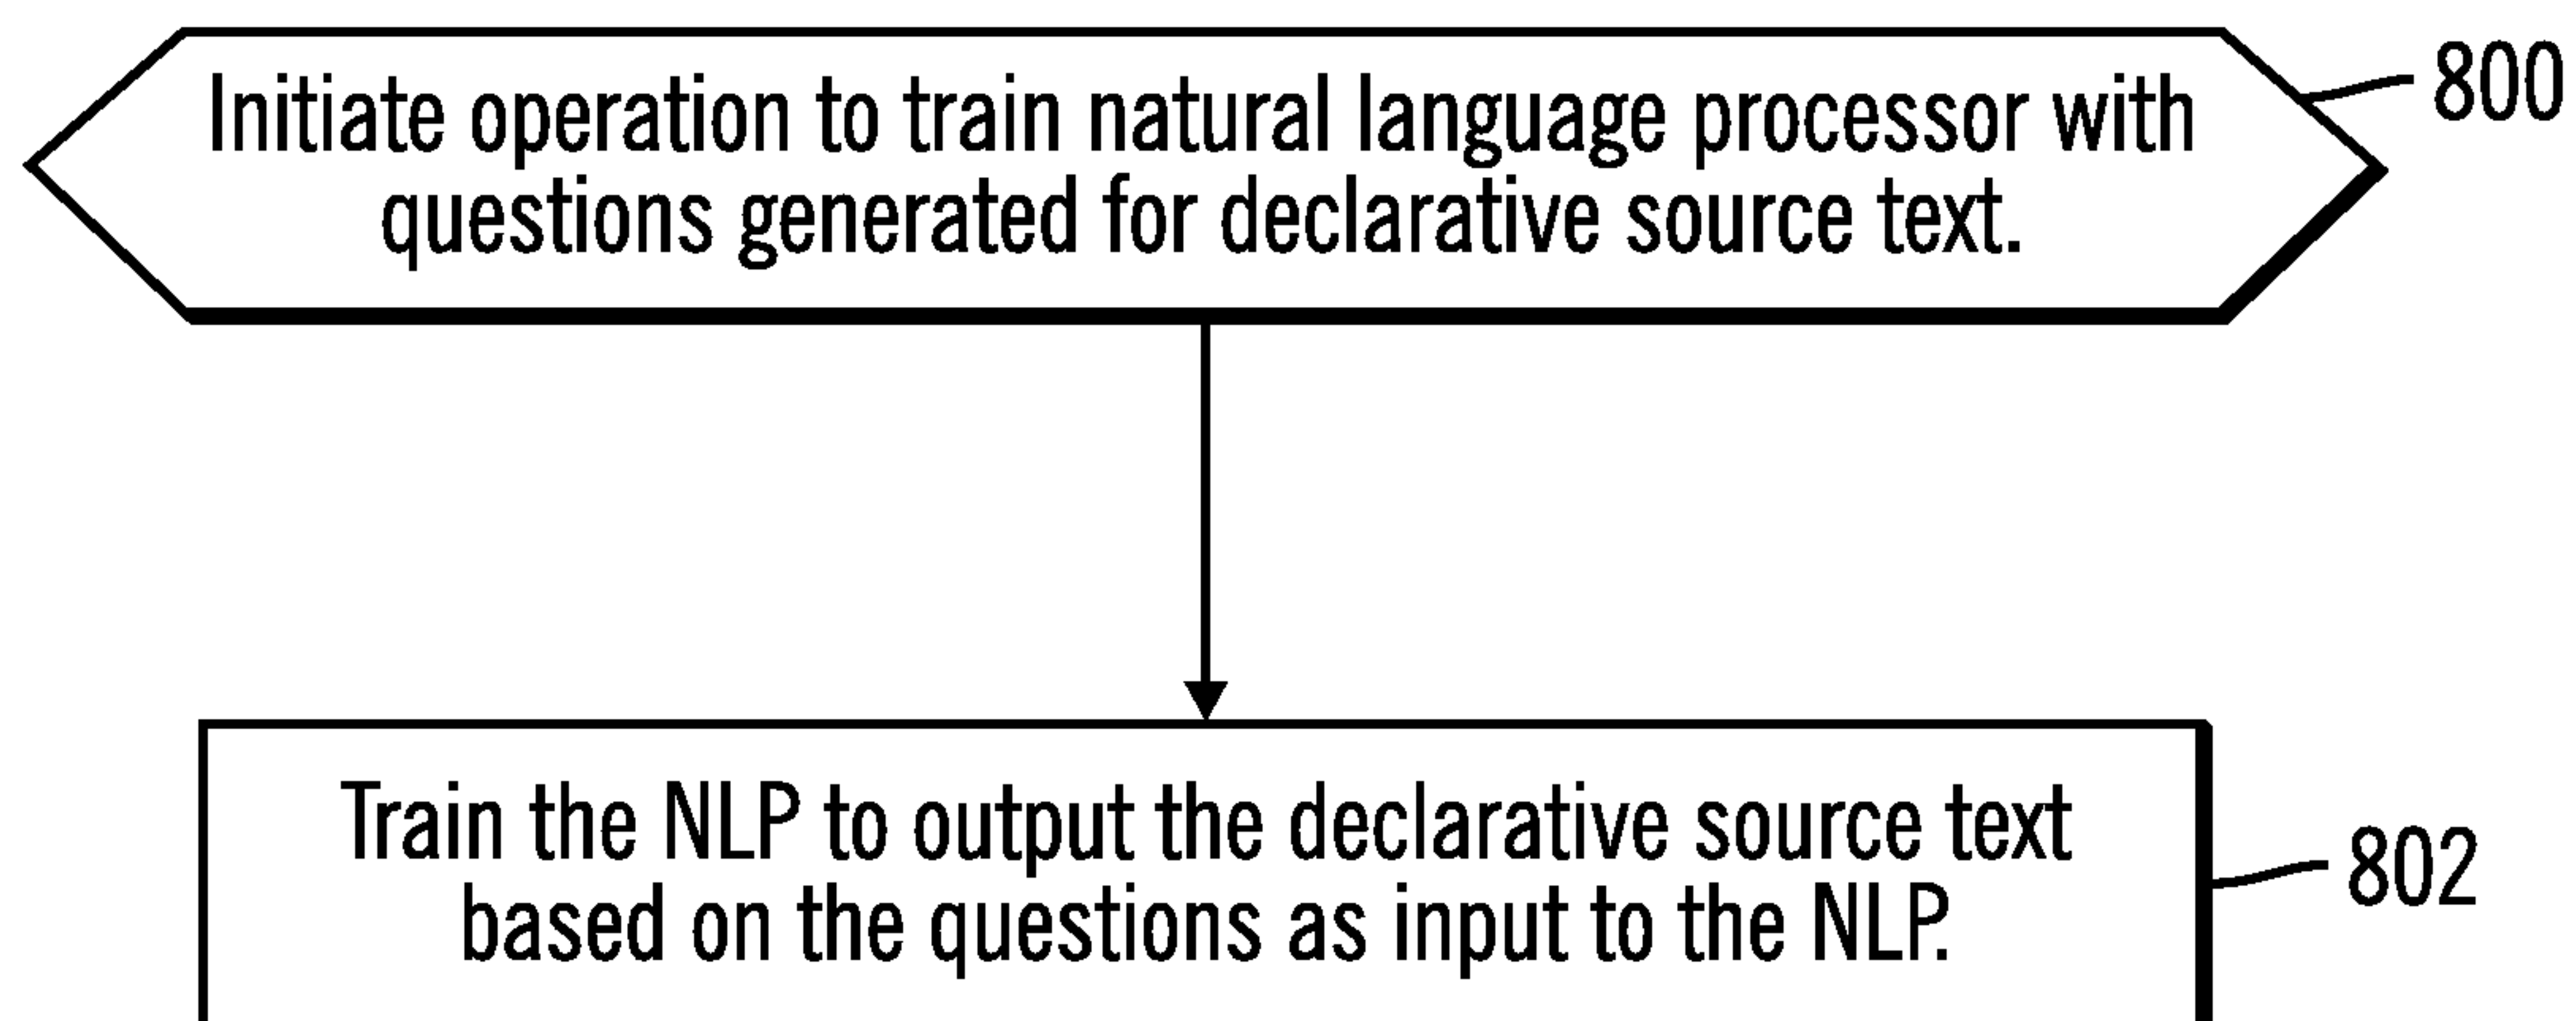 Initiate operation to train natural language processor with
questions generated for declarative source text.
800
Train the NLP to output the declarative source text
based on the questions as input to the NLP.
802